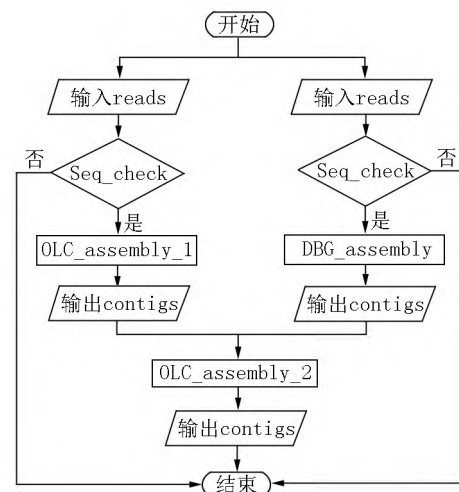 开始
输入reads
输入reads
否
Seq_check
Seq_check
否
是
是
OLC_assembly_1
DBG_assembly
输出contigs
输出contigs
OLC_assembly_2
输出contigs
结束